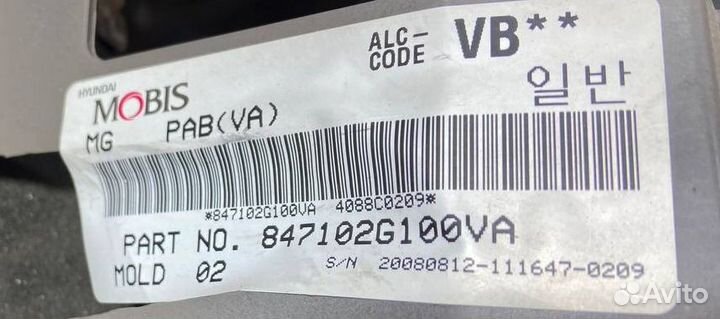 ALC-
CODE
VB**
HYUNDAI
MOBIS
일반
MG PAB(VA)
*847102G100VA 4088C0209*
PART NO. 847102G100VA
MOLD 02
S/N 20080812-111647-0209
Avito